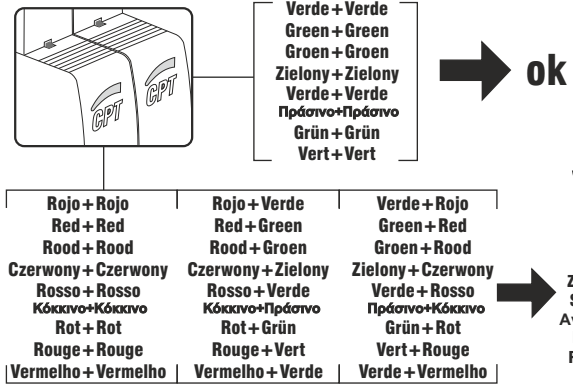 CPT
CPT
Verde+Verde
Green+Green
Groen+Groen
Zielony+Zielony
Verde+Verde
Πράσινο+Πράσινο
Grün+Grün
Vert+Vert
ok
Rojo+Rojo
Red+Red
Rood+Rood
Czerwony+Czerwony
Rosso+Rosso
Κόκκινο+Κόκκινο
Rot+Rot
Rouge+Rouge
Vermelho+Vermelho
Rojo+Verde
Red+Green
Rood+Groen
Czerwony+Zielony
Rosso+Verde
Κόκκινο+Πράσινο
Rot+Grün
Rouge+Vert
Vermelho+Verde
Verde+Rojo
Green+Red
Groen+Rood
Zielony+Czerwony
Verde+Rosso
Πράσινο+Κόκκινο
Grün+Rot
Vert+Rouge
Verde+Vermelho